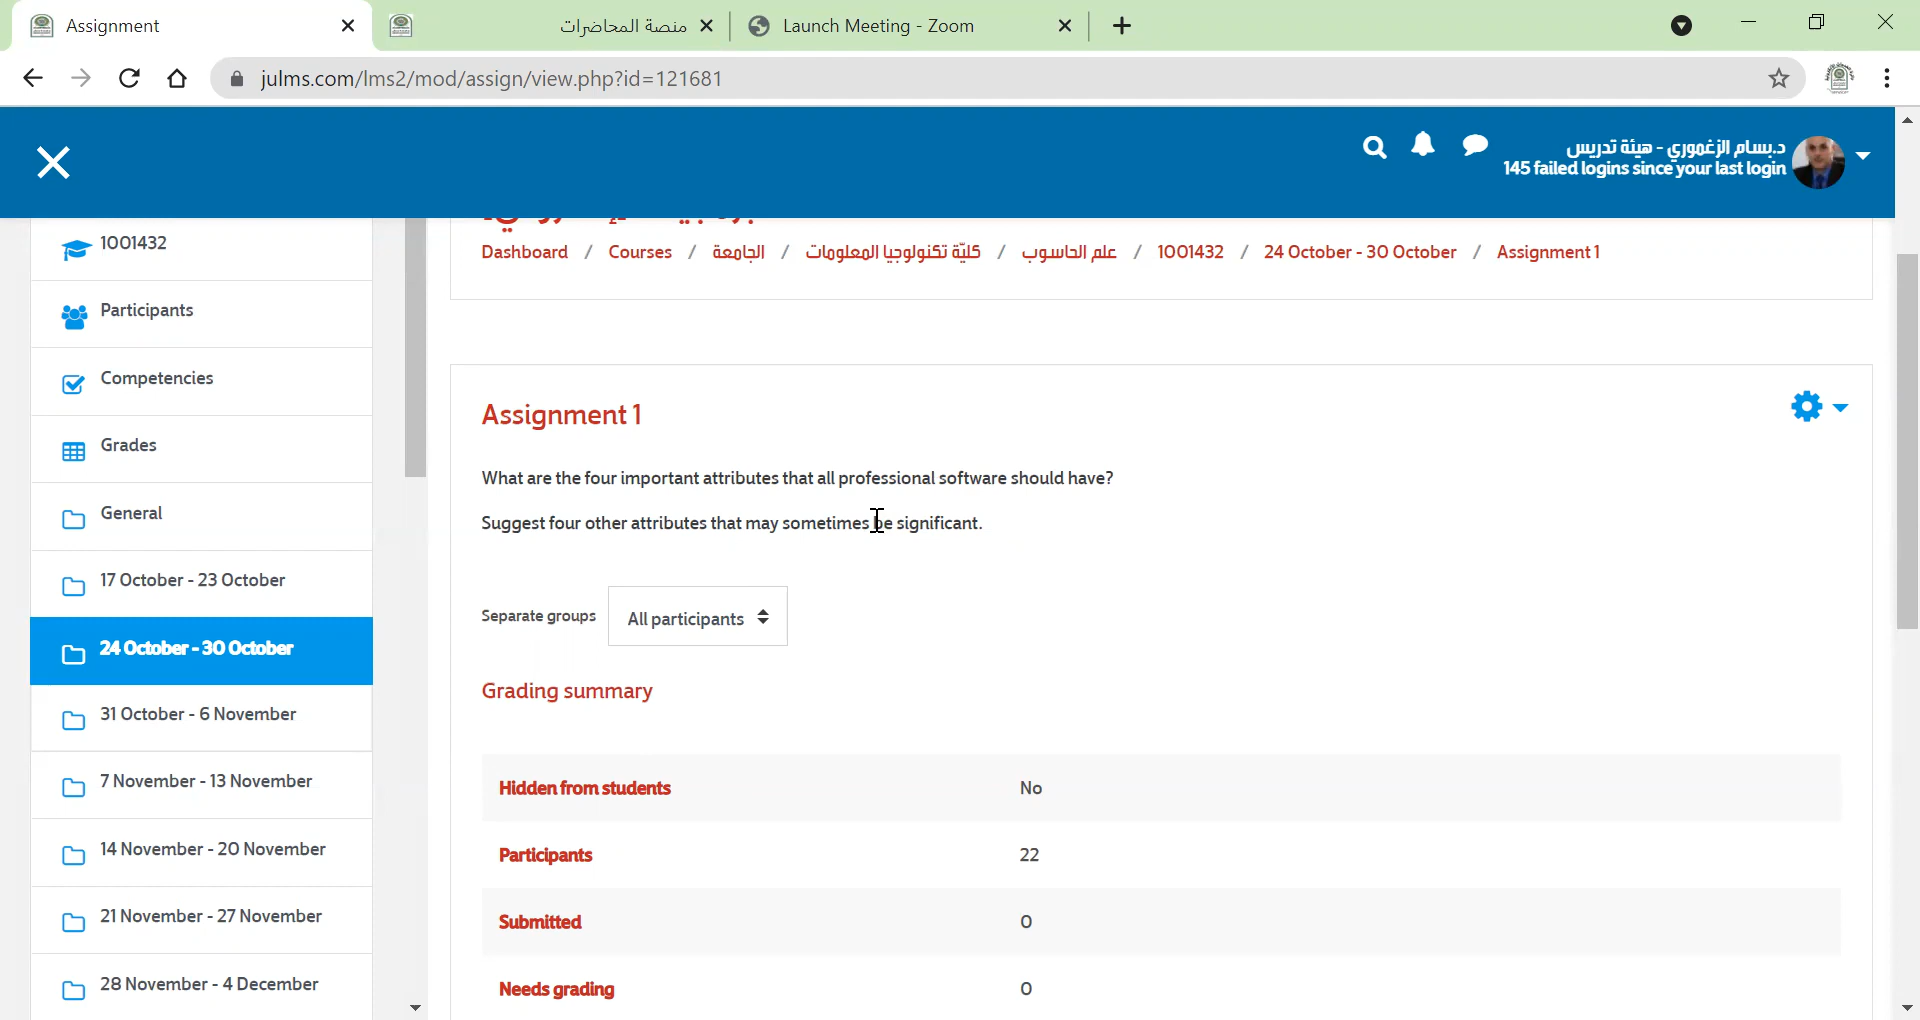 Assignment
منصة المحاضرات
Launch Meeting - Zoom
julms.com/lms2/mod/assign/view.php?id=121681
د.بسام الزغموري - هيئة تدريس
145 failed logins since your last login
Dashboard / Courses / الجامعة / كليّة تكنولوجيا المعلومات / علم الحاسوب / 1001432 / 24 October - 30 October / Assignment 1
1001432
Participants
Competencies
Grades
General
17 October - 23 October
24 October - 30 October
31 October - 6 November
7 November - 13 November
14 November - 20 November
21 November - 27 November
28 November - 4 December
Assignment 1
What are the four important attributes that all professional software should have?
Suggest four other attributes that may sometimes be significant.
Separate groups
All participants
Grading summary
Hidden from students No
Participants 22
Submitted 0
Needs grading 0